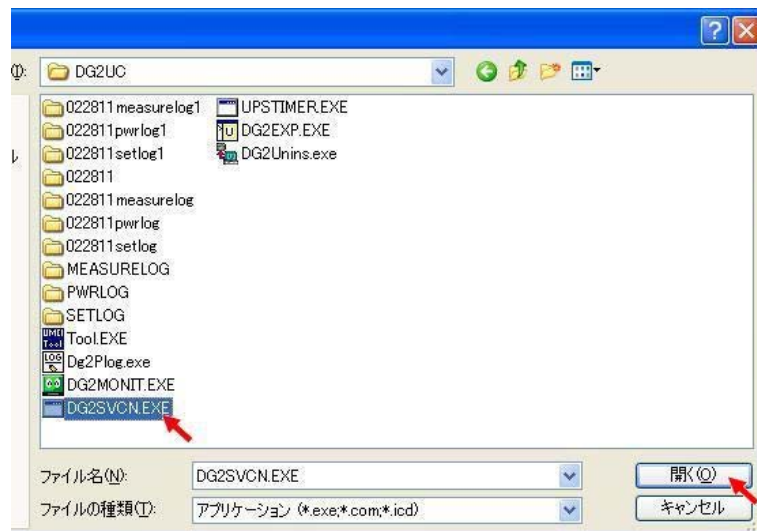 (I): DG2UC
022811measurelog1
022811pwrlog1
022811setlog1
022811
022811measurelog
022811pwrlog
022811setlog
MEASURELOG
PWRLOG
SETLOG
Tool.EXE
Dg2Plog.exe
DG2MONIT.EXE
DG2SVCN.EXE
UPSTIMER.EXE
DG2EXP.EXE
DG2Unins.exe
ル
ファイル名(N): DG2SVCN.EXE 開く(O)
ファイルの種類(T): アプリケーション (*.exe;*.com;*.icd) キャンセル